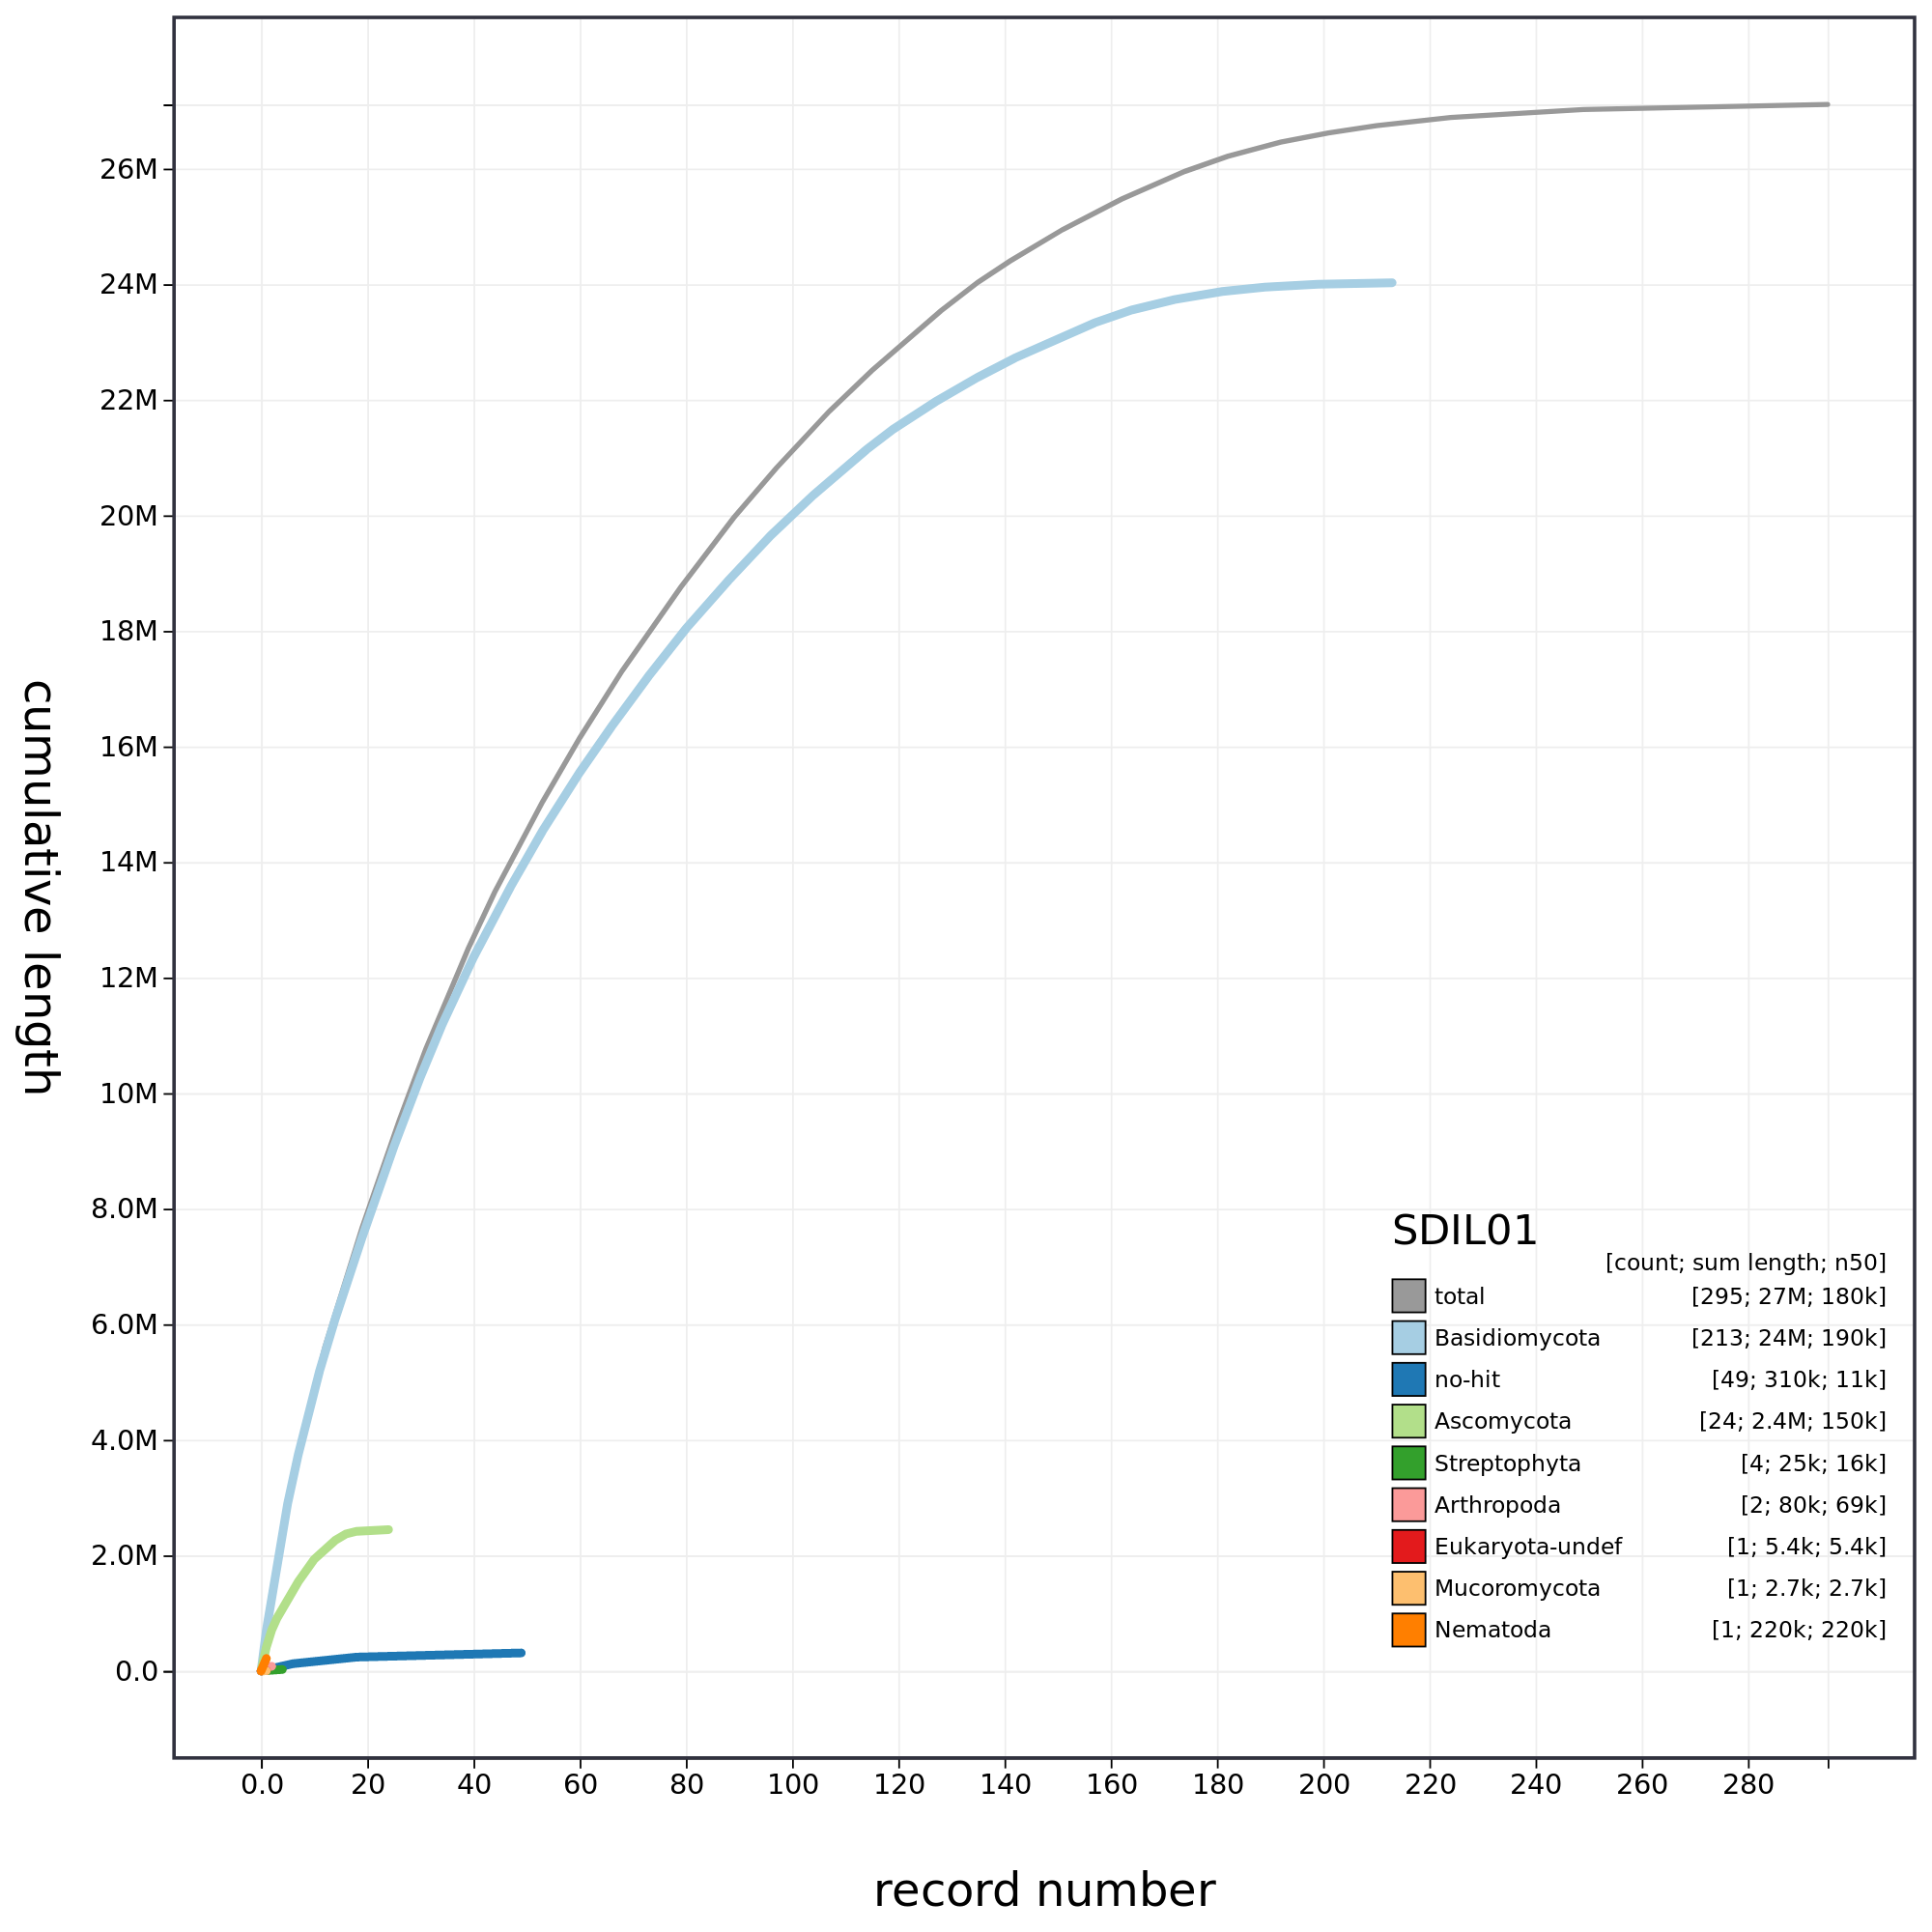 26M
24M
22M
20M
18M
16M
14M
12M
10M
8.0M
6.0M
4.0M
2.0M
0.0
cumulative length
SDIL01
[count; sum length; n50]
total [295; 27M; 180k]
Basidiomycota [213; 24M; 190k]
no-hit [49; 310k; 11k]
Ascomycota [24; 2.4M; 150k]
Streptophyta [4; 25k; 16k]
Arthropoda [2; 80k; 69k]
Eukaryota-undef [1; 5.4k; 5.4k]
Mucoromycota [1; 2.7k; 2.7k]
Nematoda [1; 220k; 220k]
0.0 20 40 60 80 100 120 140 160 180 200 220 240 260 280
record number